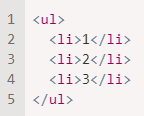 1 <ul>
2   <li>1</li>
3   <li>2</li>
4   <li>3</li>
5 </ul>